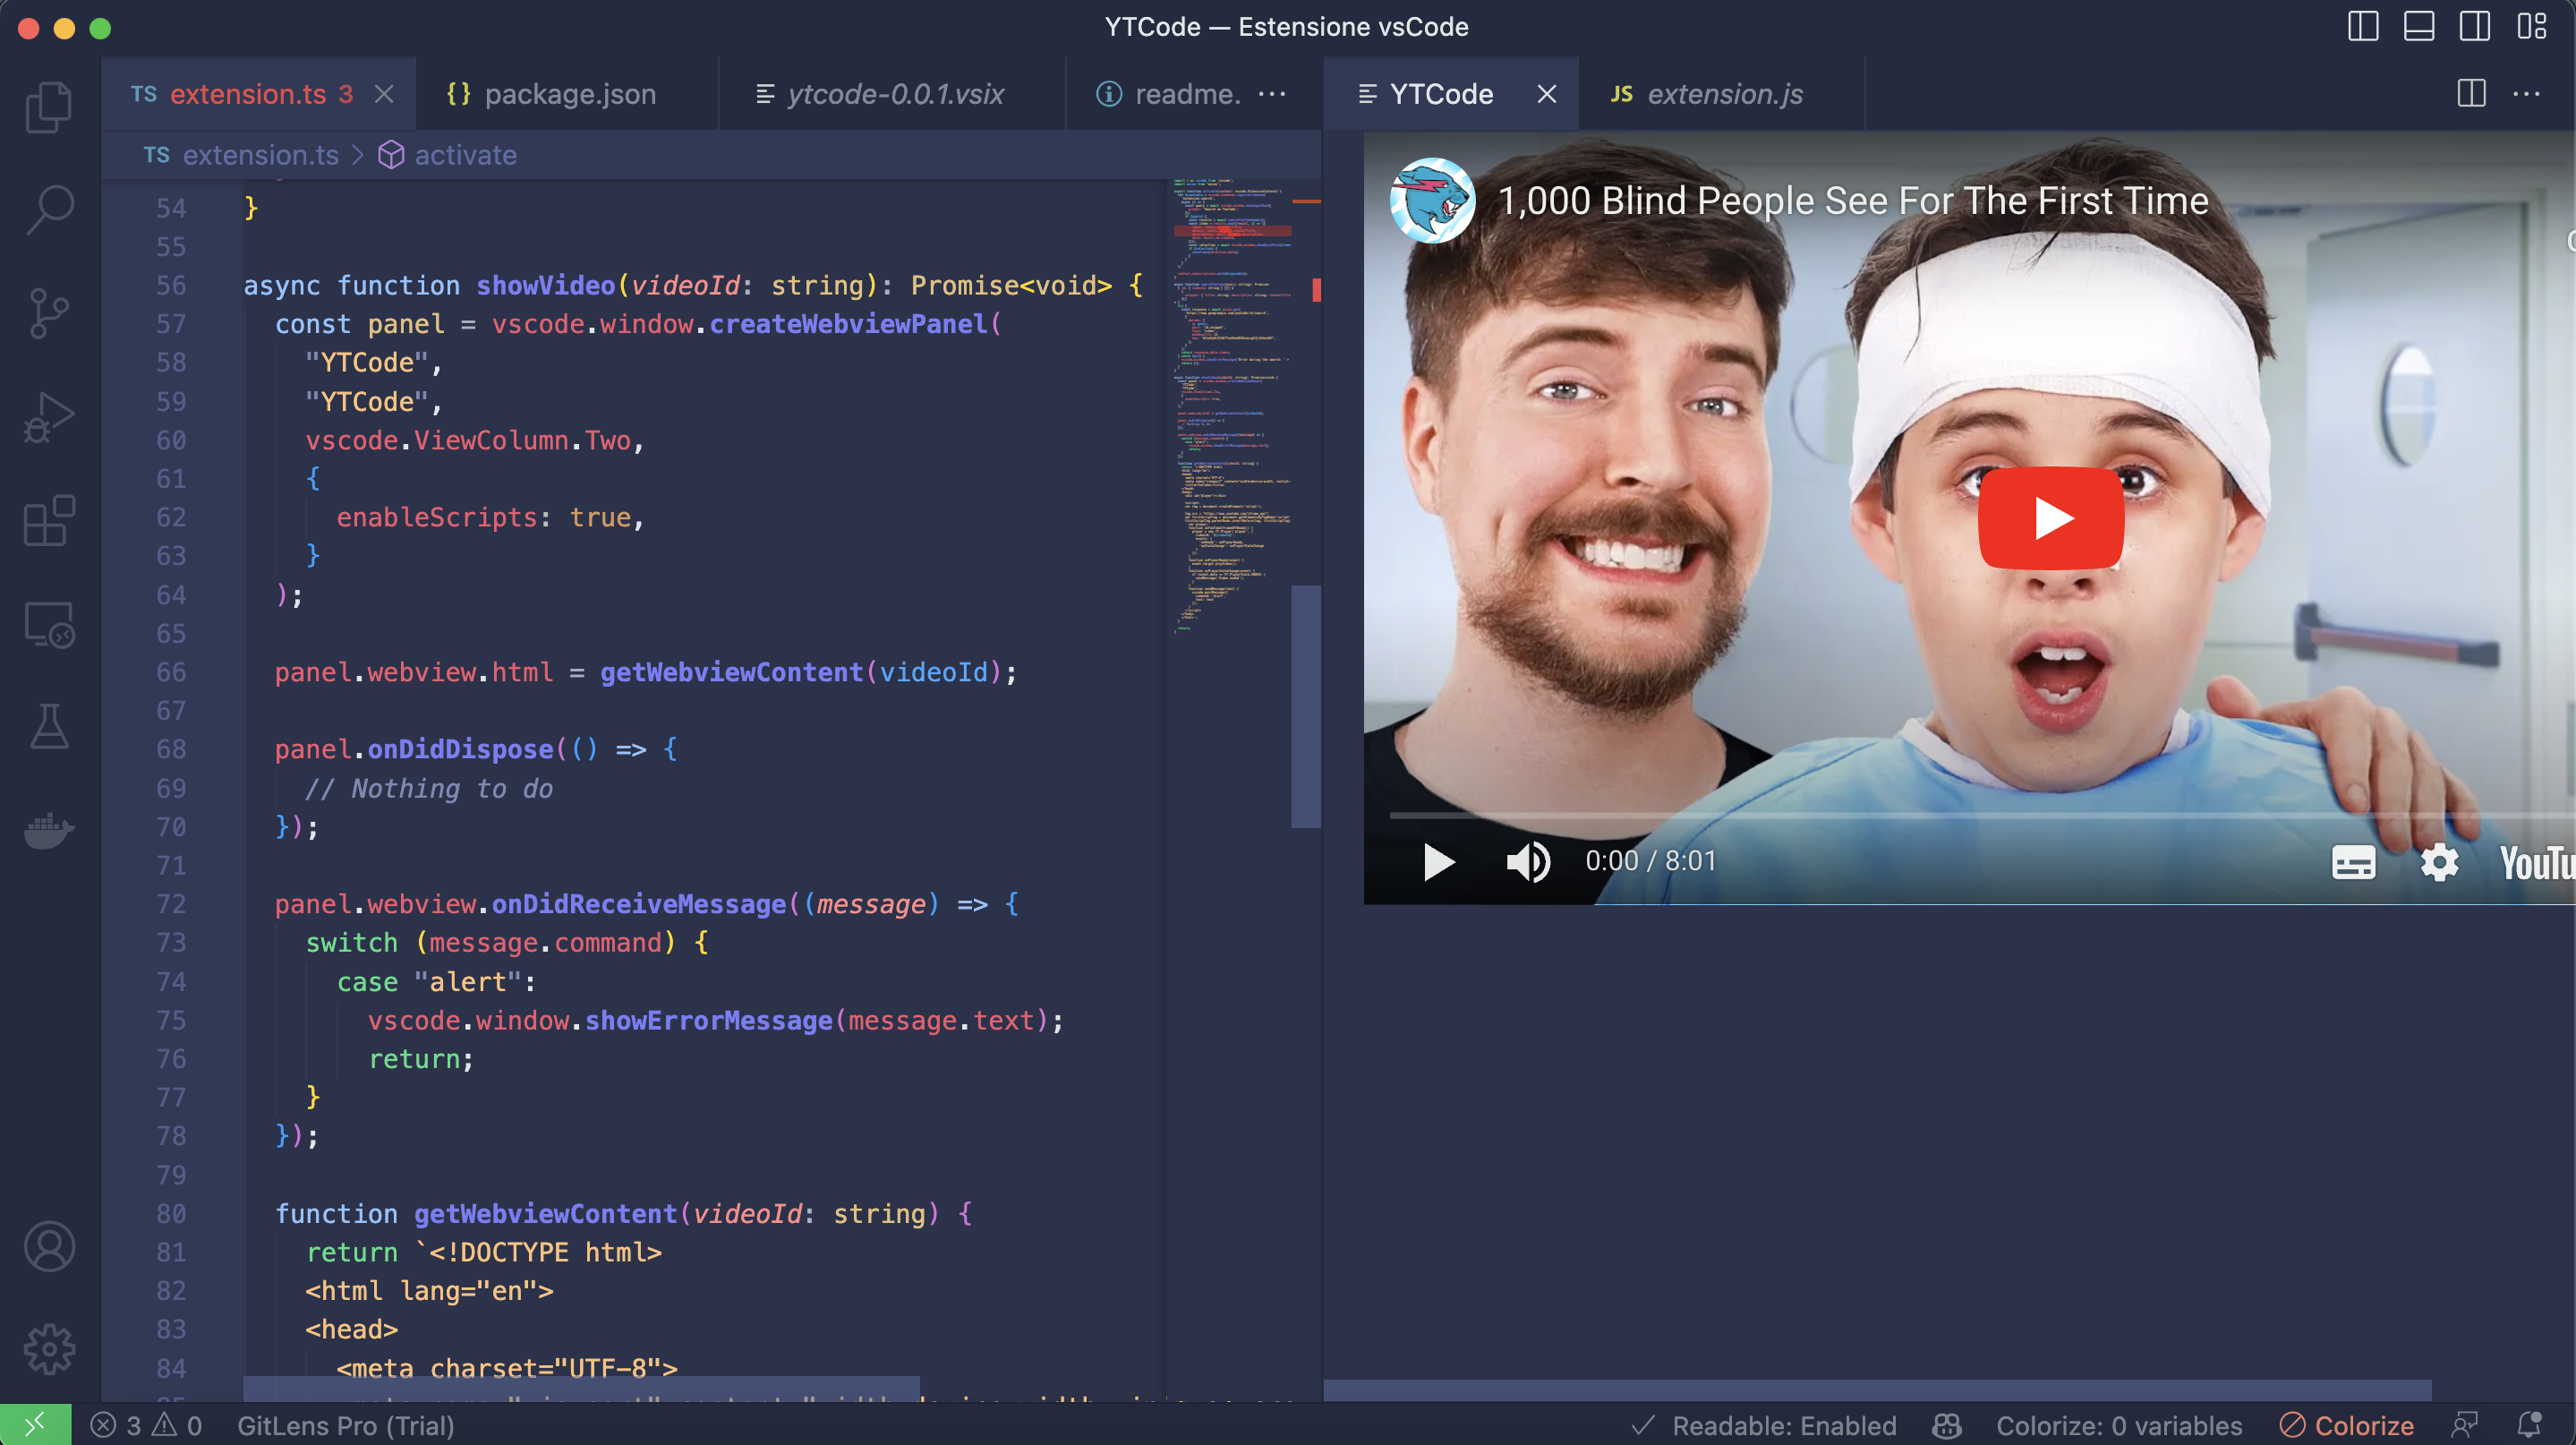 YTCode — Estensione vsCode
TS extension.ts 3
{} package.json
ytcode-0.0.1.vsix
readme. ...
YTCode
JS extension.js
TS extension.ts > activate
54 }
55
56 async function showVideo(videoId: string): Promise<void> {
57 const panel = vscode.window.createWebviewPanel(
58 "YTCode",
59 "YTCode",
60 vscode.ViewColumn.Two,
61 {
62 enableScripts: true,
63 }
64 );
65
66 panel.webview.html = getWebviewContent(videoId);
67
68 panel.onDidDispose(() => {
69 // Nothing to do
70 });
71
72 panel.webview.onDidReceiveMessage((message) => {
73 switch (message.command) {
74 case "alert":
75 vscode.window.showErrorMessage(message.text);
76 return;
77 }
78 });
79
80 function getWebviewContent(videoId: string) {
81 return `<!DOCTYPE html>
82 <html lang="en">
83 <head>
84 <meta charset="UTF-8">
1,000 Blind People See For The First Time
0:00 / 8:01
YouTu
3 0 GitLens Pro (Trial)
Readable: Enabled
Colorize: 0 variables
Colorize